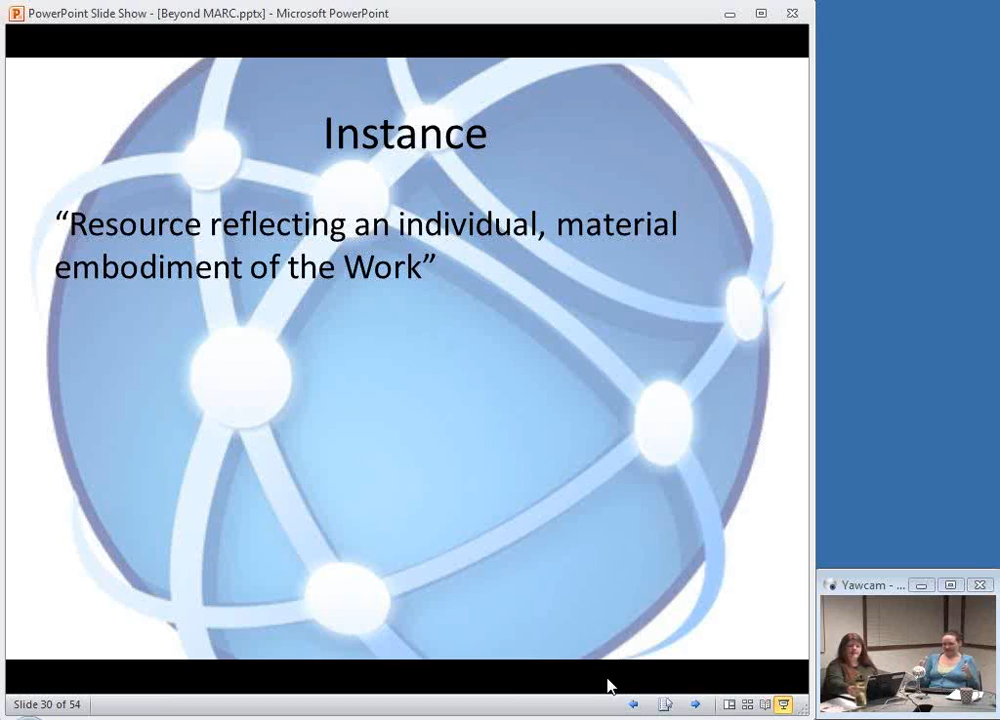 PowerPoint Slide Show - [Beyond MARC.pptx] - Microsoft PowerPoint
Instance
“Resource reflecting an individual, material
embodiment of the Work”
Yawcam - ...
Slide 30 of 54